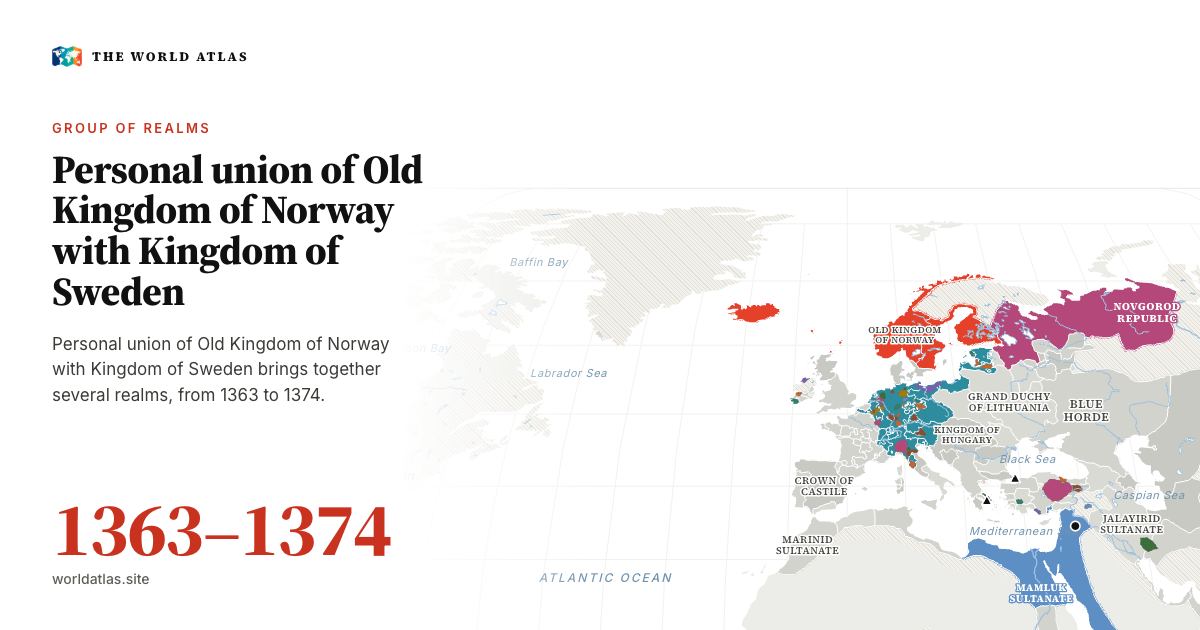 THE WORLD ATLAS
GROUP OF REALMS
Personal union of Old
Kingdom of Norway
with Kingdom of
Sweden
Personal union of Old Kingdom of Norway
with Kingdom of Sweden brings together
several realms, from 1363 to 1374.
1363–1374
worldatlas.site
Baffin Bay
Labrador Sea
ATLANTIC OCEAN
OLD KINGDOM
OF NORWAY
NOVGOROD
REPUBLIC
GRAND DUCHY
OF LITHUANIA
BLUE
HORDE
KINGDOM OF
HUNGARY
Black Sea
CROWN OF
CASTILE
Caspian Sea
MARINID
SULTANATE
Mediterranean
JALAYIRID
SULTANATE
MAMLUK
SULTANATE